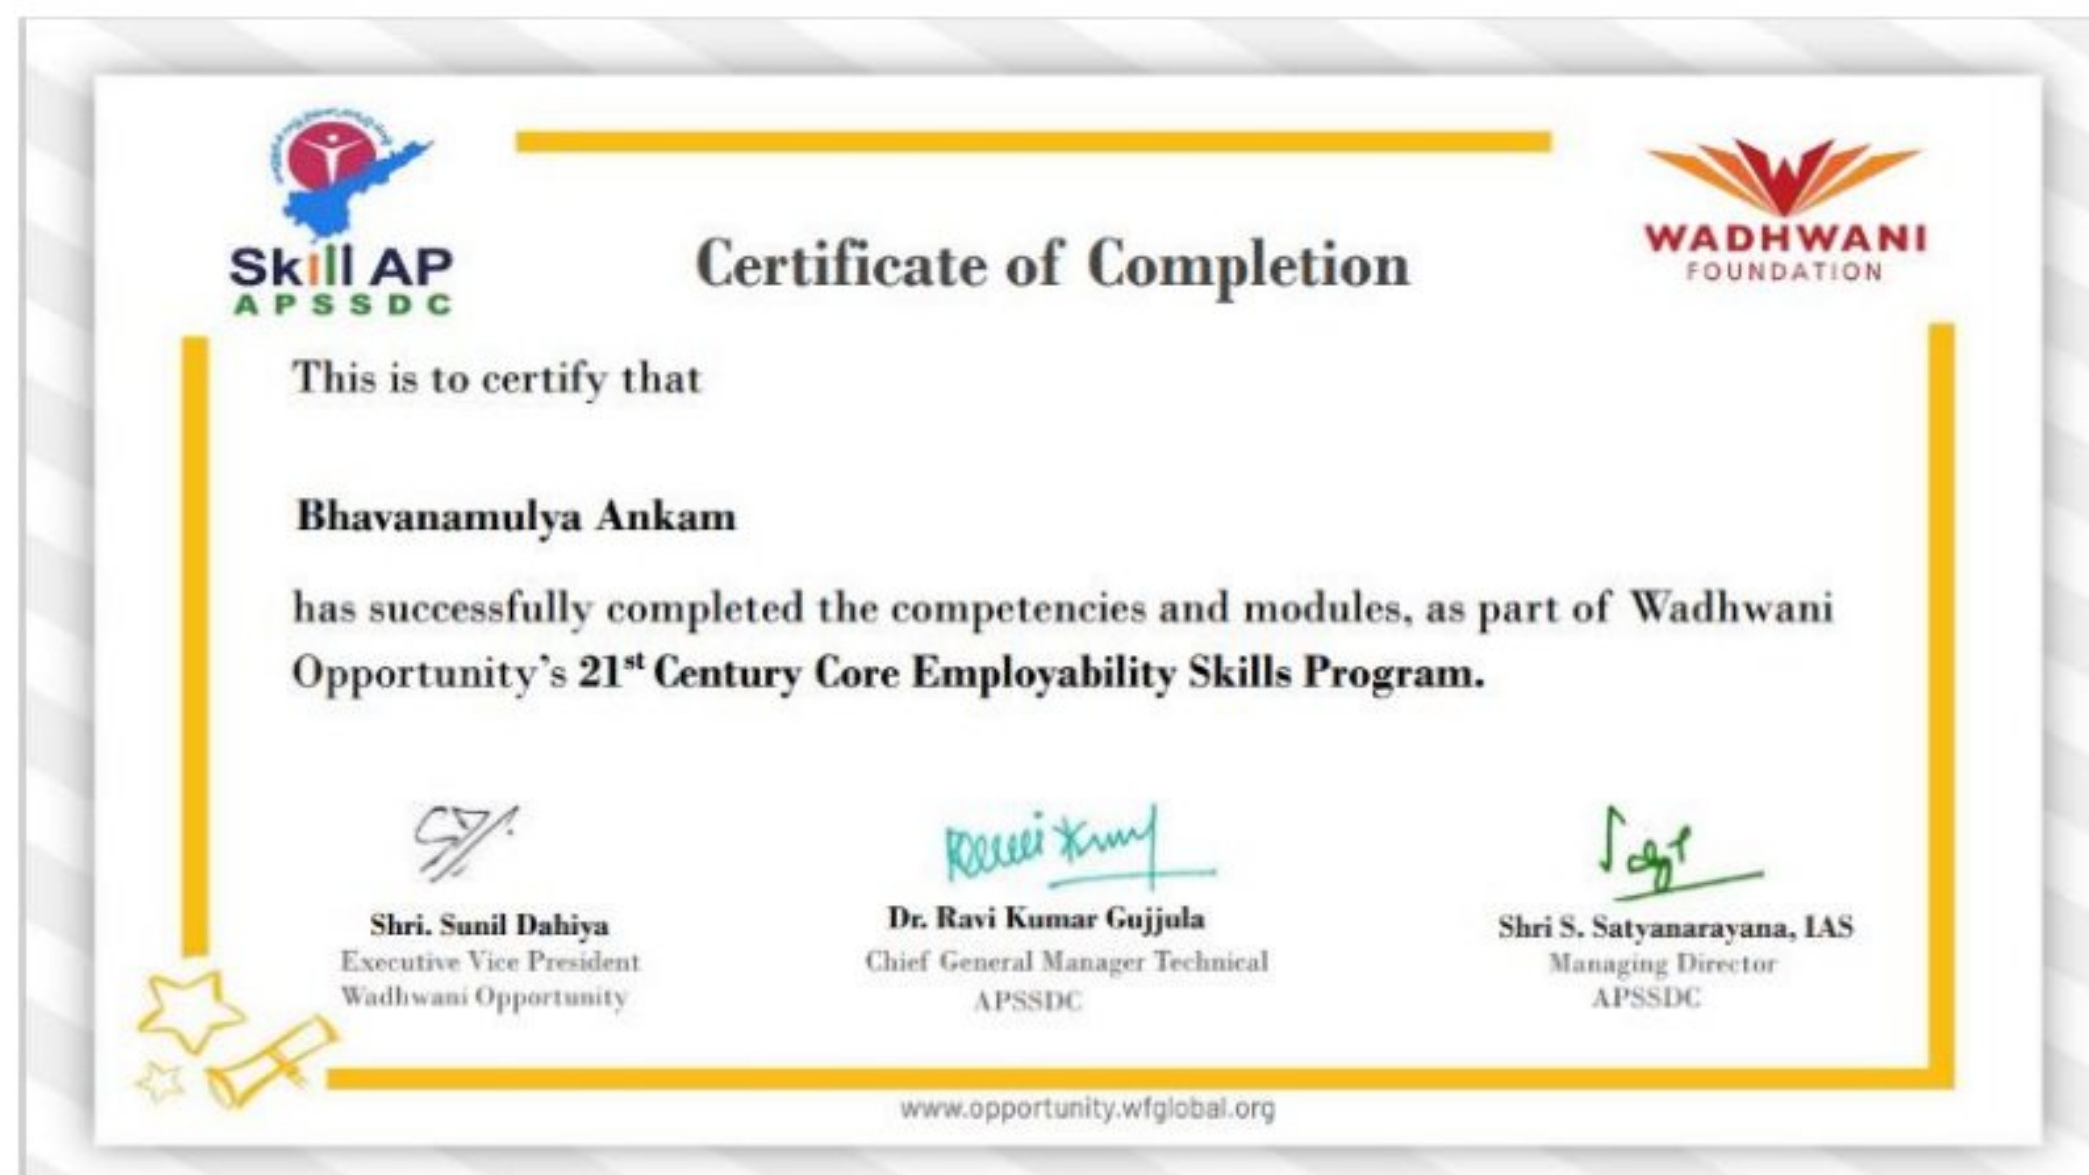 Skill AP
APSSDC
WADHWANI
FOUNDATION
Certificate of Completion
This is to certify that
Bhavanamulya Ankam
has successfully completed the competencies and modules, as part of Wadhwani
Opportunity’s 21st Century Core Employability Skills Program.
Shri. Sunil Dahiya
Executive Vice President
Wadhwani Opportunity
Dr. Ravi Kumar Gujjula
Chief General Manager Technical
APSSDC
Shri S. Satyanarayana, IAS
Managing Director
APSSDC
www.opportunity.wfglobal.org